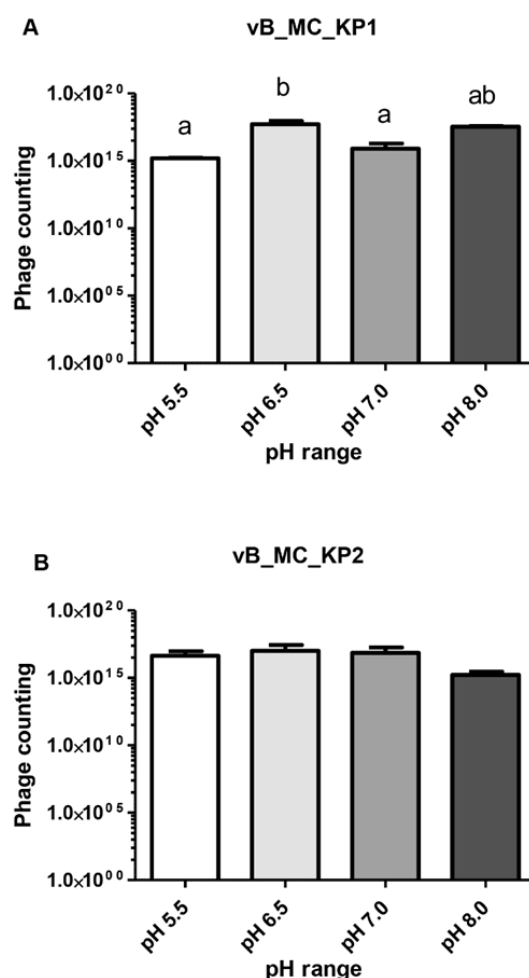 A
vB_MC_KP1
Phage counting
1.0×10²⁰
1.0×10¹⁵
1.0×10¹⁰
1.0×10⁰⁵
1.0×10⁰⁰
a
b
a
ab
pH 5.5
pH 6.5
pH 7.0
pH 8.0
pH range
B
vB_MC_KP2
Phage counting
1.0×10²⁰
1.0×10¹⁵
1.0×10¹⁰
1.0×10⁰⁵
1.0×10⁰⁰
pH 5.5
pH 6.5
pH 7.0
pH 8.0
pH range